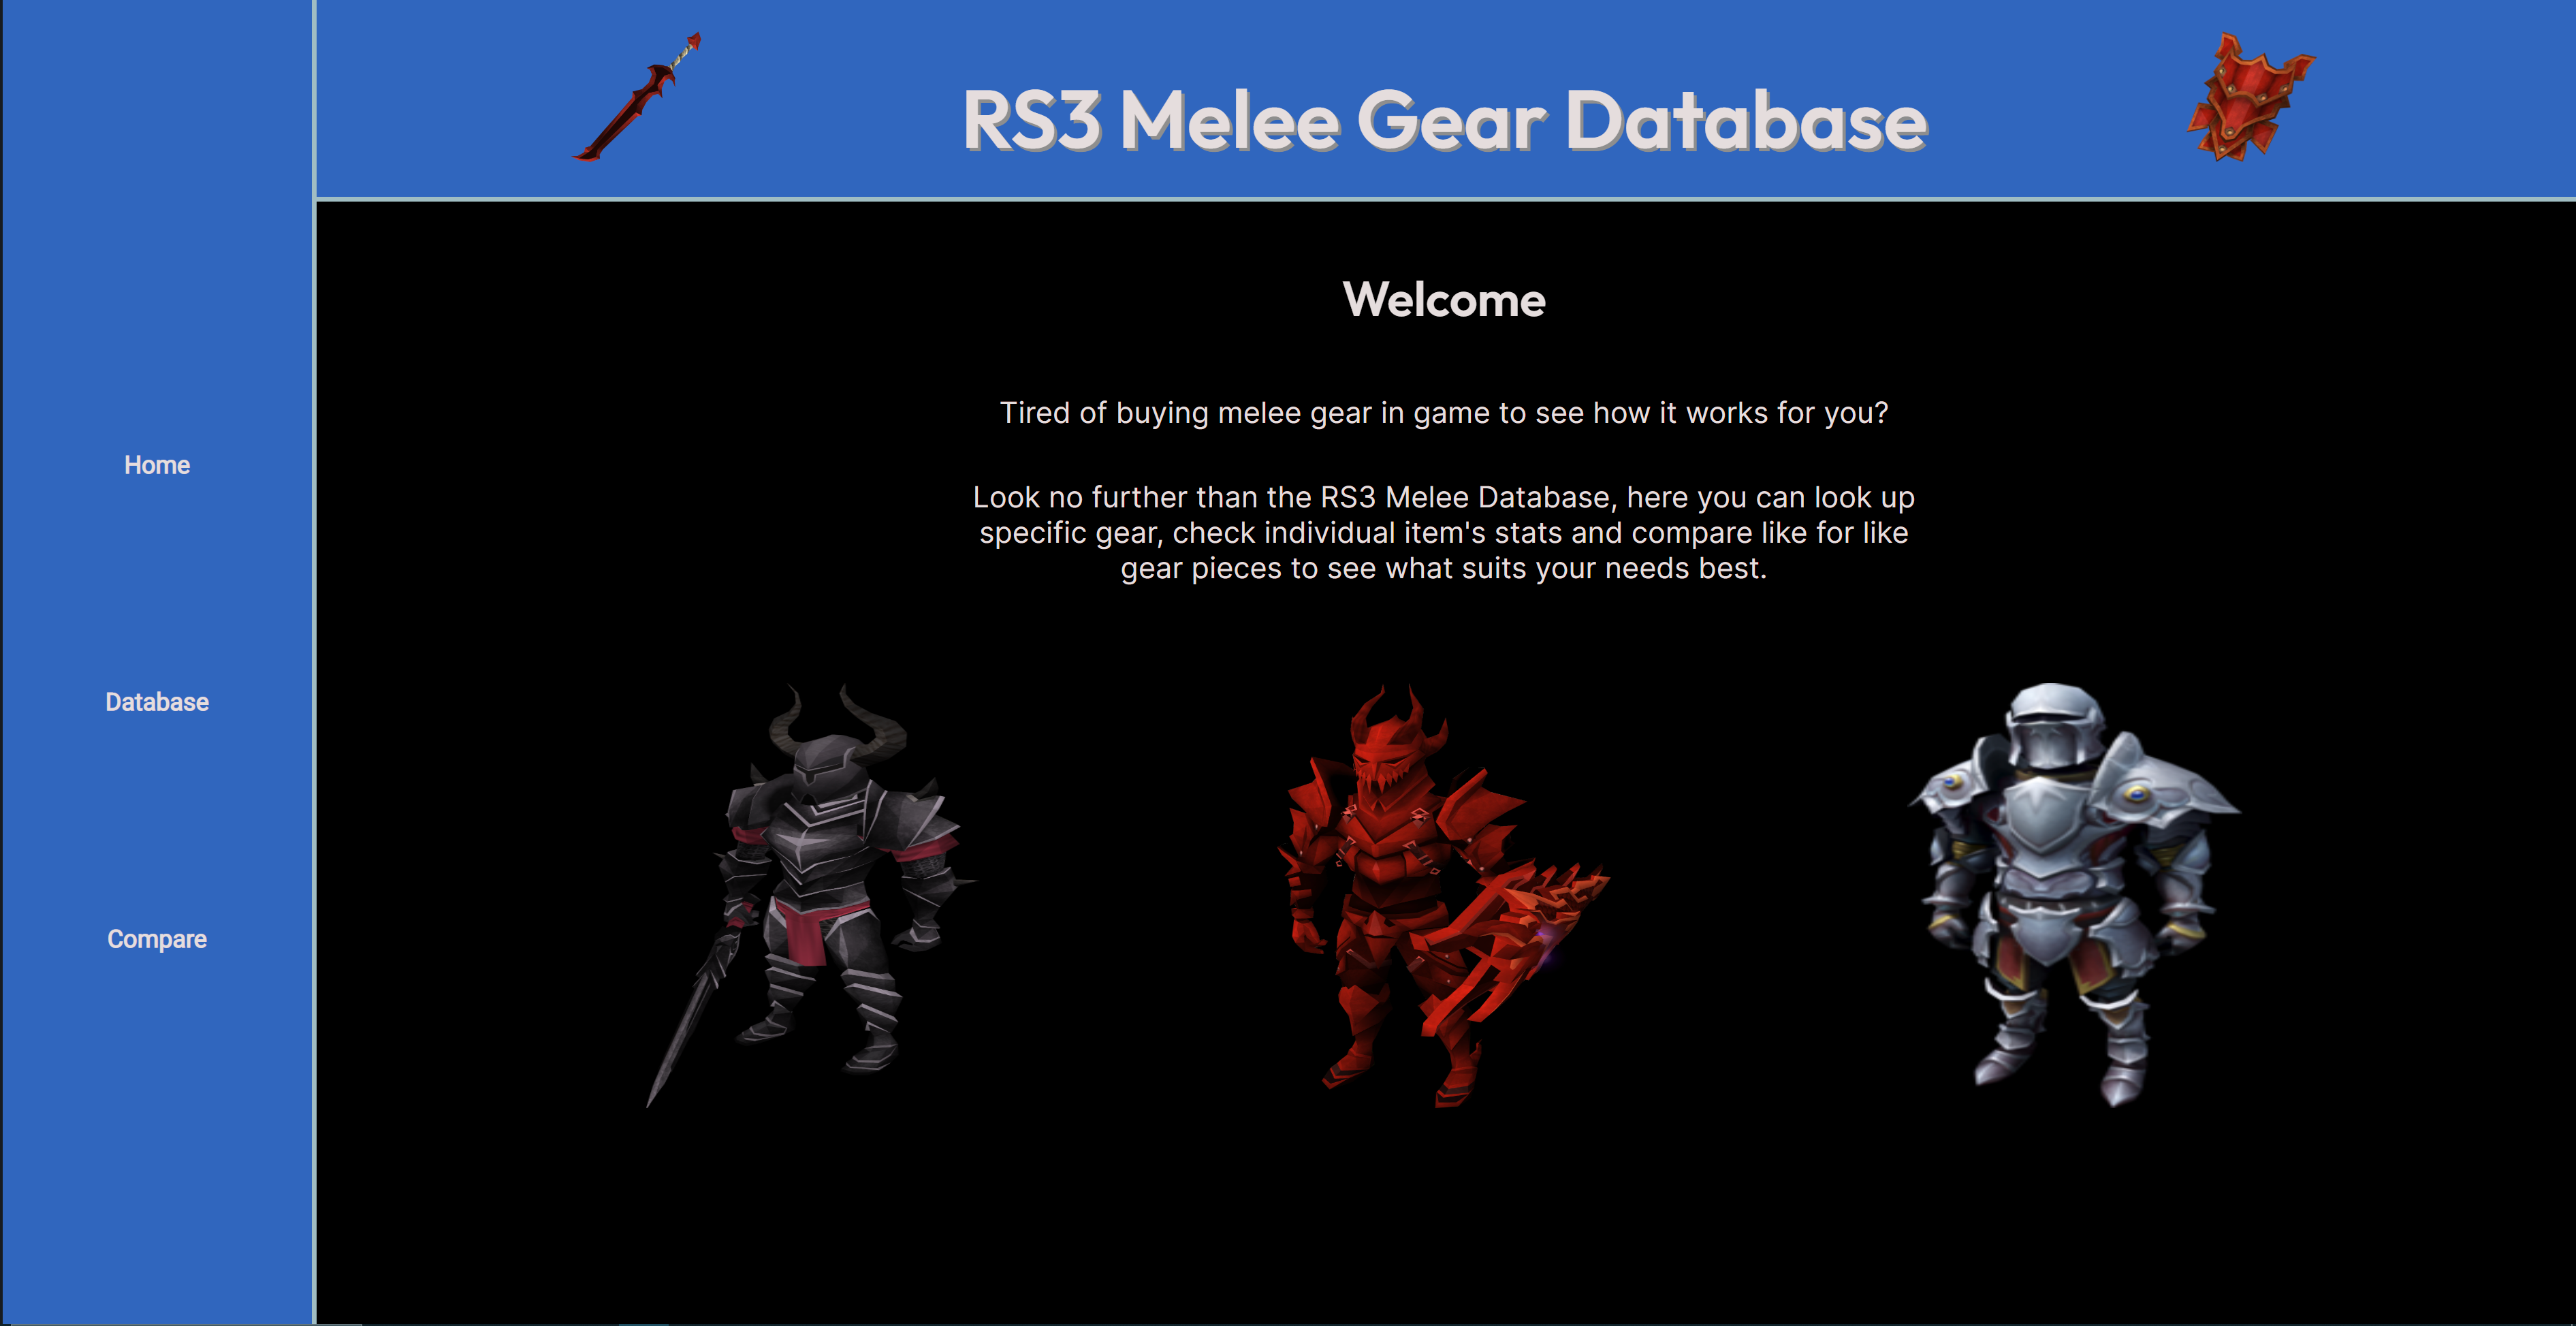 RS3 Melee Gear Database
Home
Database
Compare
Welcome
Tired of buying melee gear in game to see how it works for you?
Look no further than the RS3 Melee Database, here you can look up
specific gear, check individual item's stats and compare like for like
gear pieces to see what suits your needs best.